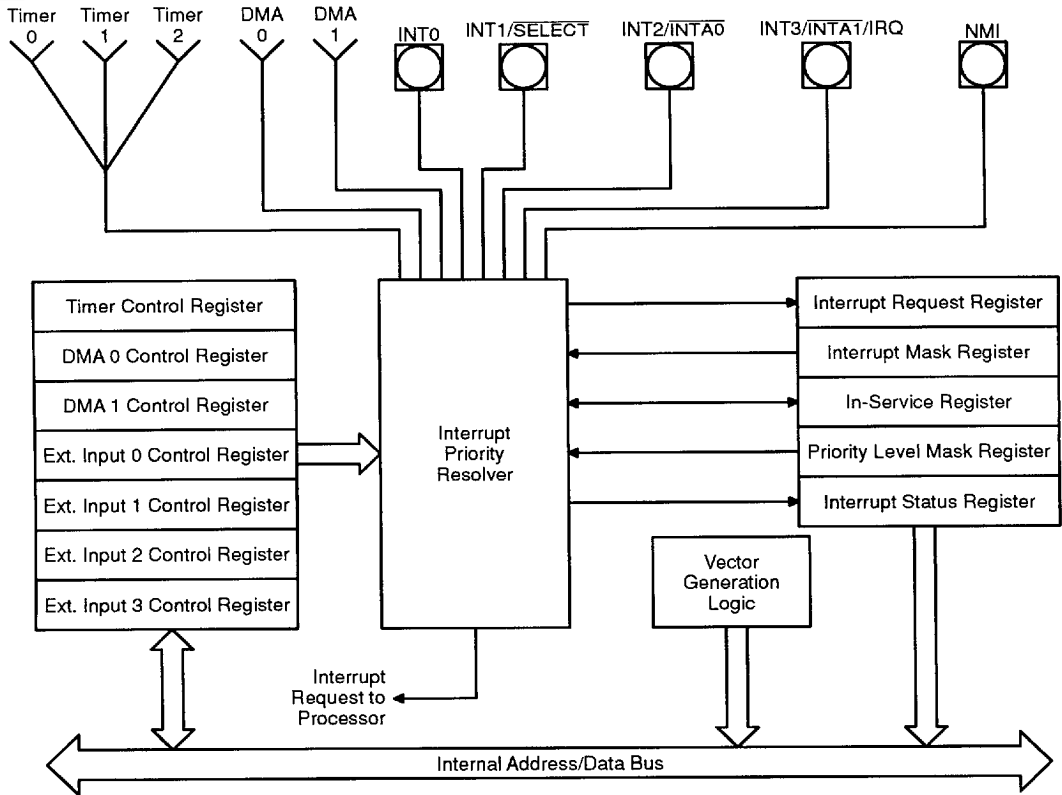 Timer 0
Timer 1
Timer 2
DMA 0
DMA 1
INT0
INT1/SELECT
INT2/INTA0
INT3/INTA1/IRQ
NMI
Timer Control Register
DMA 0 Control Register
DMA 1 Control Register
Ext. Input 0 Control Register
Ext. Input 1 Control Register
Ext. Input 2 Control Register
Ext. Input 3 Control Register
Interrupt
Priority
Resolver
Interrupt Request Register
Interrupt Mask Register
In-Service Register
Priority Level Mask Register
Interrupt Status Register
Vector
Generation
Logic
Interrupt
Request to
Processor
Internal Address/Data Bus